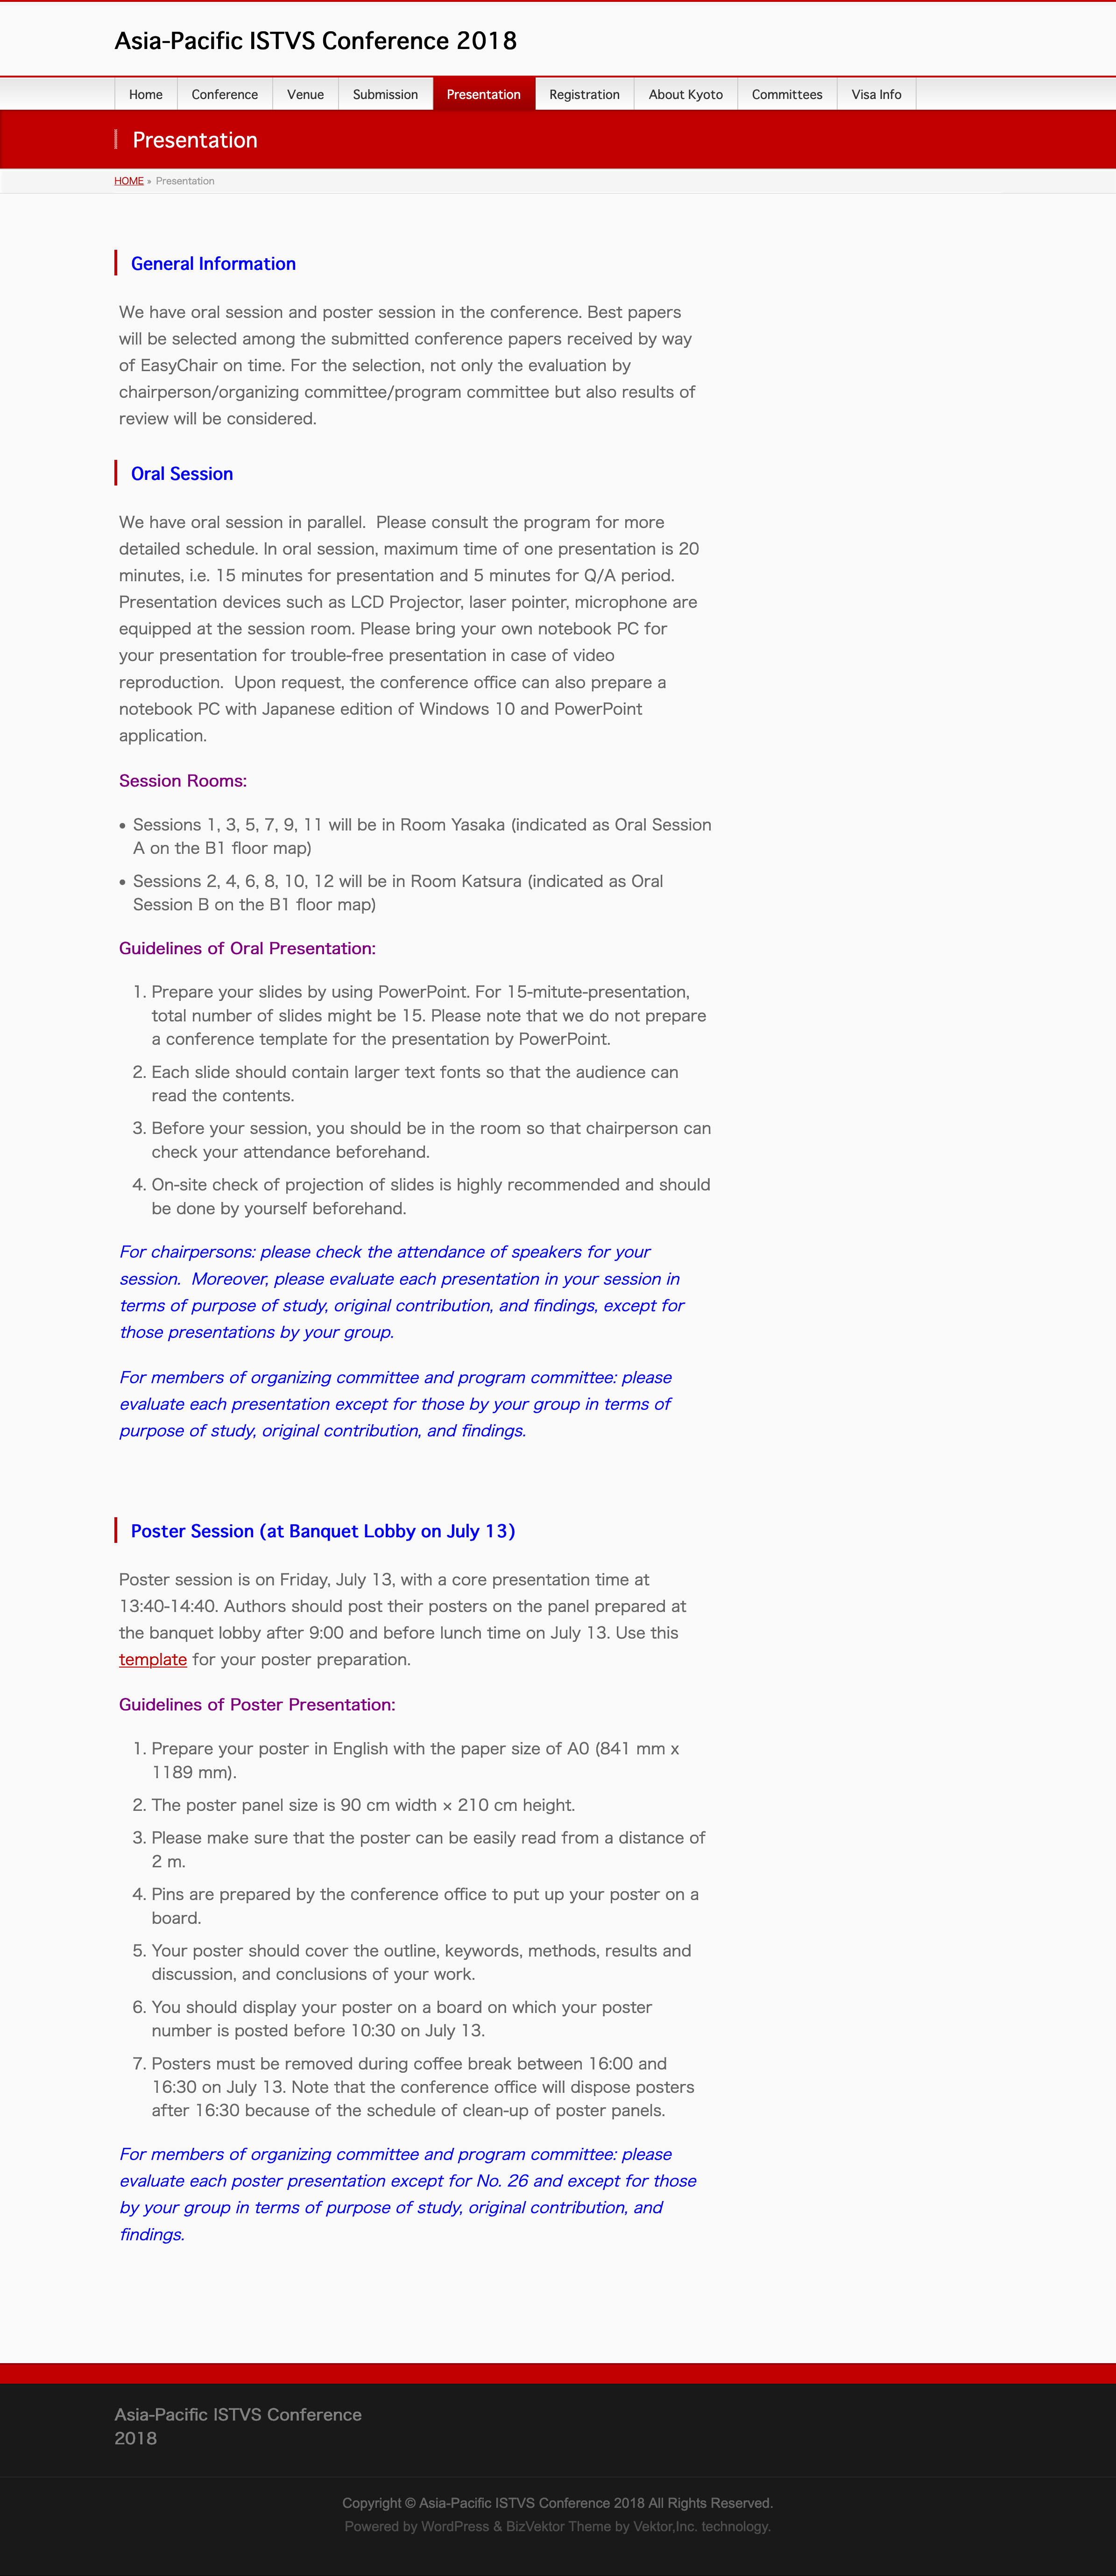 Asia-Pacific ISTVS Conference 2018
Home Conference Venue Submission Presentation Registration About Kyoto Committees Visa Info
Presentation
HOME » Presentation
General Information
We have oral session and poster session in the conference. Best papers
will be selected among the submitted conference papers received by way
of EasyChair on time. For the selection, not only the evaluation by
chairperson/organizing committee/program committee but also results of
review will be considered.
Oral Session
We have oral session in parallel.  Please consult the program for more
detailed schedule. In oral session, maximum time of one presentation is 20
minutes, i.e. 15 minutes for presentation and 5 minutes for Q/A period.
Presentation devices such as LCD Projector, laser pointer, microphone are
equipped at the session room. Please bring your own notebook PC for
your presentation for trouble-free presentation in case of video
reproduction.  Upon request, the conference office can also prepare a
notebook PC with Japanese edition of Windows 10 and PowerPoint
application.
Session Rooms:
• Sessions 1, 3, 5, 7, 9, 11 will be in Room Yasaka (indicated as Oral Session
A on the B1 floor map)
• Sessions 2, 4, 6, 8, 10, 12 will be in Room Katsura (indicated as Oral
Session B on the B1 floor map)
Guidelines of Oral Presentation:
1. Prepare your slides by using PowerPoint. For 15-mitute-presentation,
total number of slides might be 15. Please note that we do not prepare
a conference template for the presentation by PowerPoint.
2. Each slide should contain larger text fonts so that the audience can
read the contents.
3. Before your session, you should be in the room so that chairperson can
check your attendance beforehand.
4. On-site check of projection of slides is highly recommended and should
be done by yourself beforehand.
For chairpersons: please check the attendance of speakers for your
session.  Moreover, please evaluate each presentation in your session in
terms of purpose of study, original contribution, and findings, except for
those presentations by your group.
For members of organizing committee and program committee: please
evaluate each presentation except for those by your group in terms of
purpose of study, original contribution, and findings.
Poster Session (at Banquet Lobby on July 13)
Poster session is on Friday, July 13, with a core presentation time at
13:40-14:40. Authors should post their posters on the panel prepared at
the banquet lobby after 9:00 and before lunch time on July 13. Use this
template for your poster preparation.
Guidelines of Poster Presentation:
1. Prepare your poster in English with the paper size of A0 (841 mm x
1189 mm).
2. The poster panel size is 90 cm width × 210 cm height.
3. Please make sure that the poster can be easily read from a distance of
2 m.
4. Pins are prepared by the conference office to put up your poster on a
board.
5. Your poster should cover the outline, keywords, methods, results and
discussion, and conclusions of your work.
6. You should display your poster on a board on which your poster
number is posted before 10:30 on July 13.
7. Posters must be removed during coffee break between 16:00 and
16:30 on July 13. Note that the conference office will dispose posters
after 16:30 because of the schedule of clean-up of poster panels.
For members of organizing committee and program committee: please
evaluate each poster presentation except for No. 26 and except for those
by your group in terms of purpose of study, original contribution, and
findings.
Asia-Pacific ISTVS Conference
2018
Copyright © Asia-Pacific ISTVS Conference 2018 All Rights Reserved.
Powered by WordPress & BizVektor Theme by Vektor,Inc. technology.